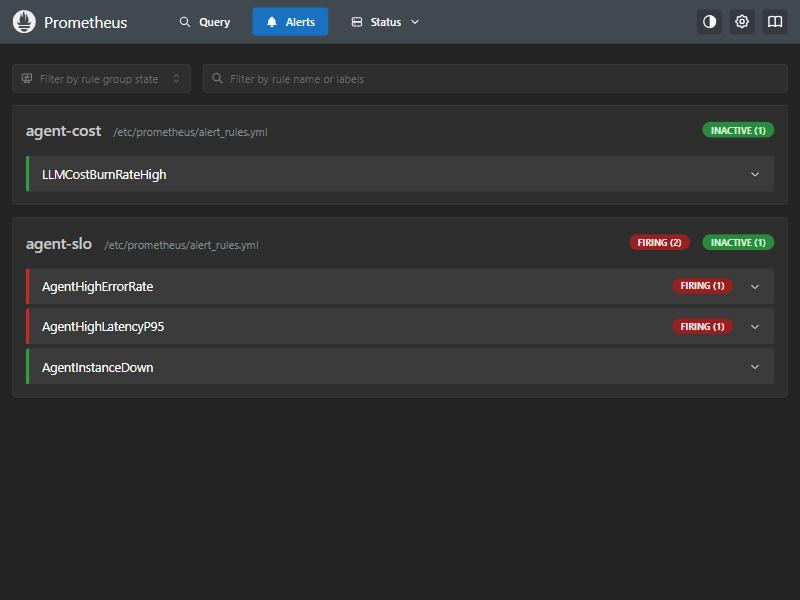 Prometheus Query Alerts Status
Filter by rule group state Filter by rule name or labels
agent-cost /etc/prometheus/alert_rules.yml INACTIVE (1)
LLMCostBurnRateHigh
agent-slo /etc/prometheus/alert_rules.yml FIRING (2) INACTIVE (1)
AgentHighErrorRate FIRING (1)
AgentHighLatencyP95 FIRING (1)
AgentInstanceDown